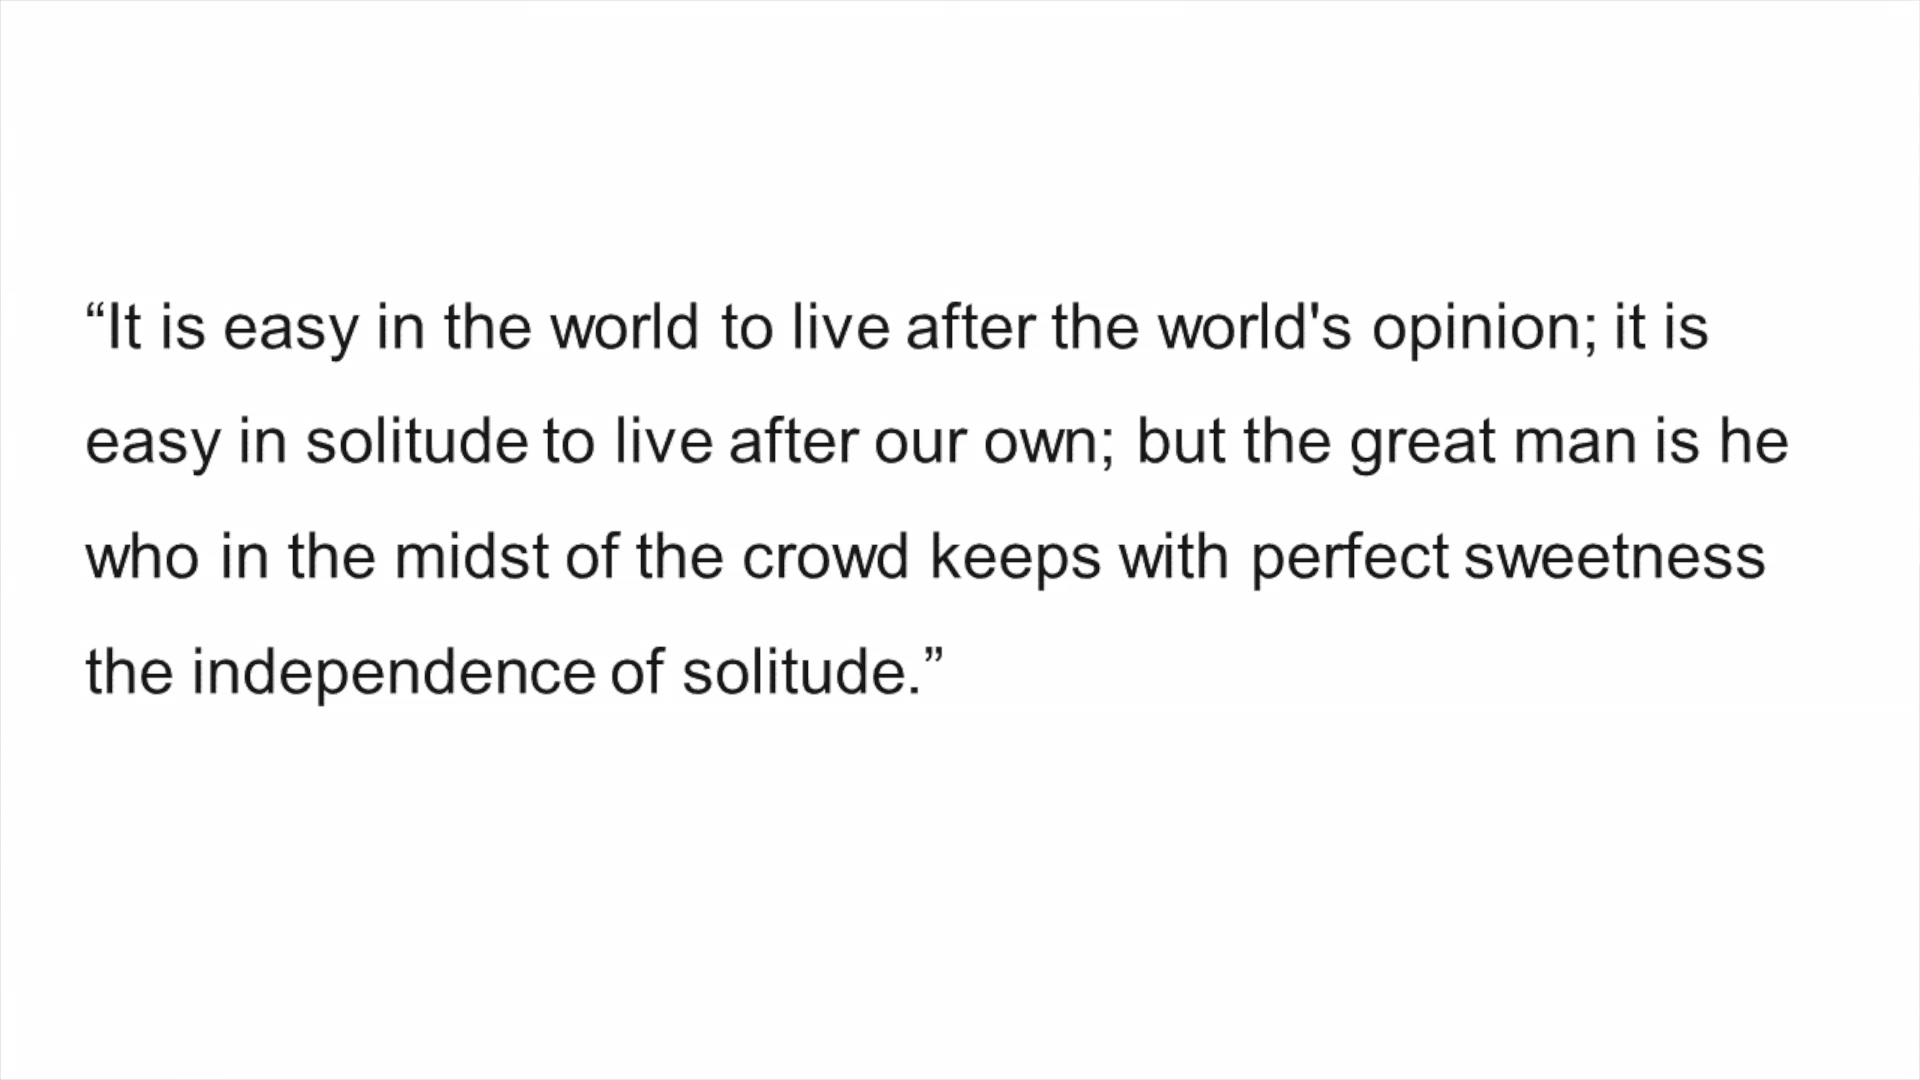 “It is easy in the world to live after the world's opinion; it is
easy in solitude to live after our own; but the great man is he
who in the midst of the crowd keeps with perfect sweetness
the independence of solitude.”